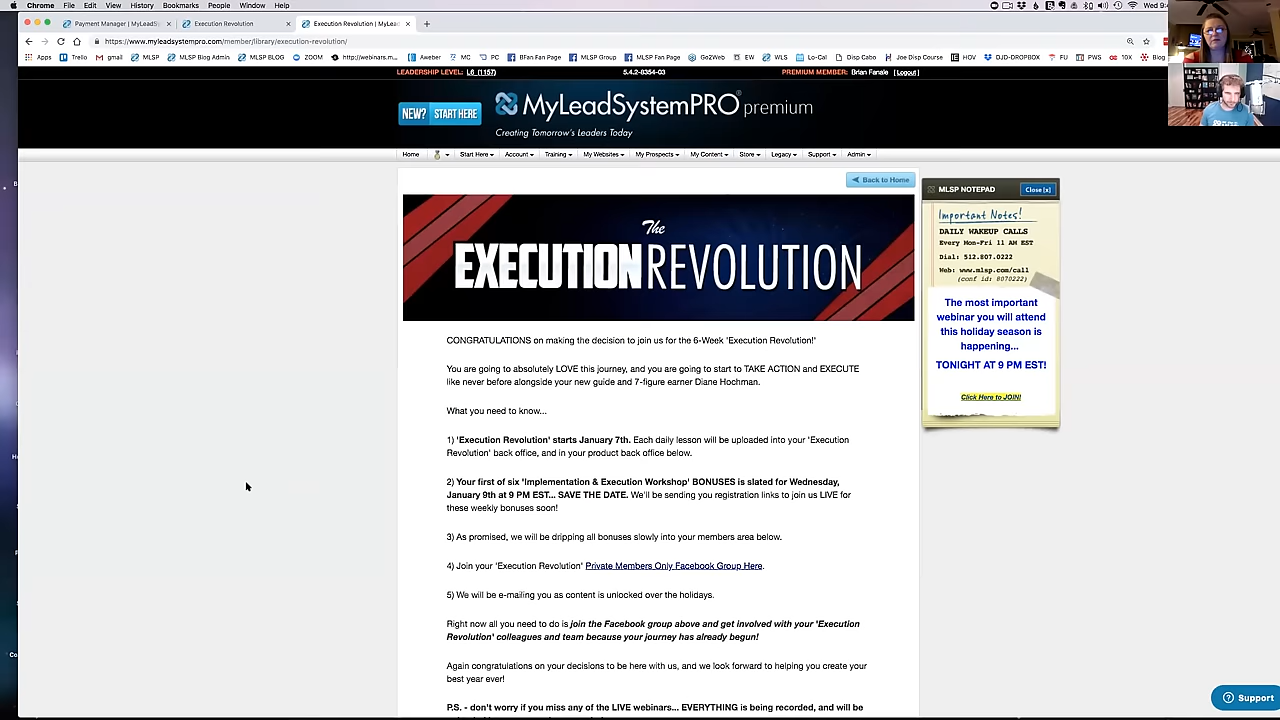 Chrome File Edit View History Bookmarks People Window Help
Payment Manager | MyLeadSy Execution Revolution Execution Revolution | MyLea
https://www.myleadsystempro.com/member/library/execution-revolution/
Apps Trello gmail MLSP MLSP Blog Admin MLSP BLOG ZOOM http://webinars.m... Aweber MC PC BFan.Fan Page MLSP Group MLSP Fan Page Go2Web EW WLS Lo-Cal Disp Cabo Joe Disp Course HGV DJD-DROPBOX FU PWS 10X
LEADERSHIP LEVEL: L6 (1157) 5.4.2-8354-03 PREMIUM MEMBER: Brian Fanale [Logout]
NEW? START HERE
MyLeadSystemPRO® premium
Creating Tomorrow's Leaders Today
Home Start Here Account Training My Websites My Prospects My Content Store Legacy Support Admin
Back to Home
The
EXECUTION REVOLUTION
CONGRATULATIONS on making the decision to join us for the 6-Week 'Execution Revolution!'
You are going to absolutely LOVE this journey, and you are going to start to TAKE ACTION and EXECUTE
like never before alongside your new guide and 7-figure earner Diane Hochman.
What you need to know...
1) 'Execution Revolution' starts January 7th. Each daily lesson will be uploaded into your 'Execution
Revolution' back office, and in your product back office below.
2) Your first of six 'Implementation & Execution Workshop' BONUSES is slated for Wednesday,
January 9th at 9 PM EST... SAVE THE DATE. We'll be sending you registration links to join us LIVE for
these weekly bonuses soon!
3) As promised, we will be dripping all bonuses slowly into your members area below.
4) Join your 'Execution Revolution' Private Members Only Facebook Group Here.
5) We will be e-mailing you as content is unlocked over the holidays.
Right now all you need to do is join the Facebook group above and get involved with your 'Execution
Revolution' colleagues and team because your journey has already begun!
Again congratulations on your decisions to be here with us, and we look forward to helping you create your
best year ever!
P.S. - don't worry if you miss any of the LIVE webinars... EVERYTHING is being recorded, and will be
MLSP NOTEPAD Close [x]
Important Notes!
DAILY WAKEUP CALLS
Every Mon-Fri 11 AM EST
Dial: 512.807.0222
Web: www.mlsp.com/call
(conf id: 8070222)
The most important
webinar you will attend
this holiday season is
happening...
TONIGHT AT 9 PM EST!
Click Here to JOIN!
Support